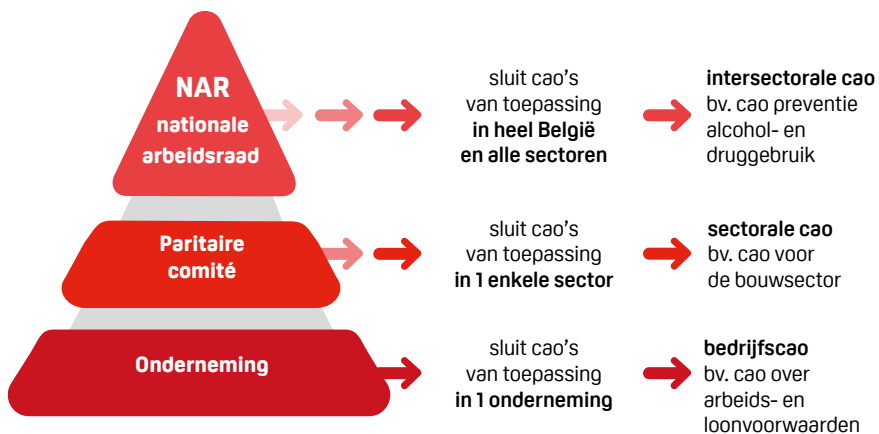 NAR
nationale
arbeidsraad
sluit cao's
van toepassing
in heel België
en alle sectoren
intersectorale cao
bv. cao preventie
alcohol- en
druggebruik
Paritaire
comité
sluit cao's
van toepassing
in 1 enkele sector
sectorale cao
bv. cao voor
de bouwsector
Onderneming
sluit cao's
van toepassing
in 1 onderneming
bedrijfscao
bv. cao over
arbeids- en
loonvoorwaarden